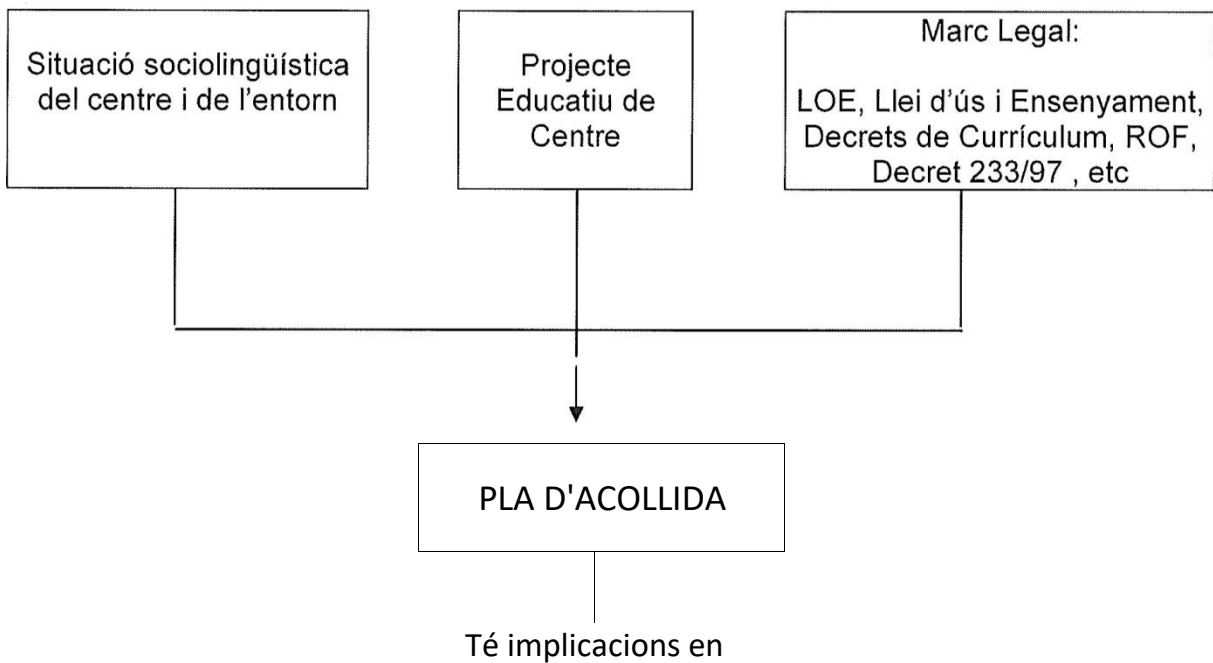 Situació sociolingüística
del centre i de l'entorn
Projecte
Educatiu de
Centre
Marc Legal:
LOE, Llei d'ús i Ensenyament,
Decrets de Currículum, ROF,
Decret 233/97 , etc
PLA D'ACOLLIDA
Té implicacions en